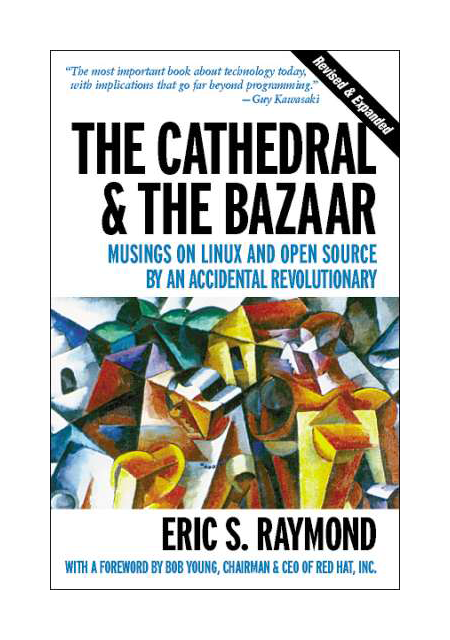 “The most important book about technology today,
with implications that go far beyond programming.”
—Guy Kawasaki
Revised & Expanded
THE CATHEDRAL
& THE BAZAAR
MUSINGS ON LINUX AND OPEN SOURCE
BY AN ACCIDENTAL REVOLUTIONARY
ERIC S. RAYMOND
WITH A FOREWORD BY BOB YOUNG, CHAIRMAN & CEO OF RED HAT, INC.